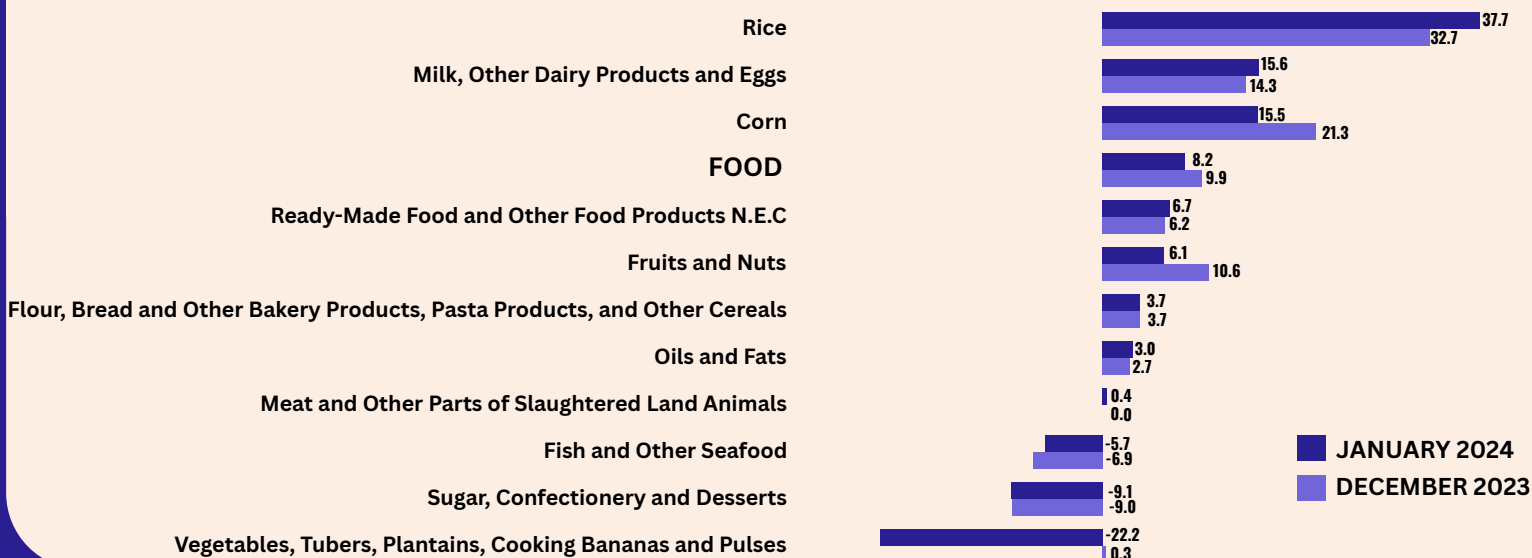 Rice 37.7
32.7
Milk, Other Dairy Products and Eggs 15.6
14.3
Corn 15.5
21.3
FOOD 8.2
9.9
Ready-Made Food and Other Food Products N.E.C 6.7
6.2
Fruits and Nuts 6.1
10.6
Flour, Bread and Other Bakery Products, Pasta Products, and Other Cereals 3.7
3.7
Oils and Fats 3.0
2.7
Meat and Other Parts of Slaughtered Land Animals 0.4
0.0
Fish and Other Seafood -5.7
-6.9
JANUARY 2024
DECEMBER 2023
Sugar, Confectionery and Desserts -9.1
-9.0
Vegetables, Tubers, Plantains, Cooking Bananas and Pulses -22.2
0.3